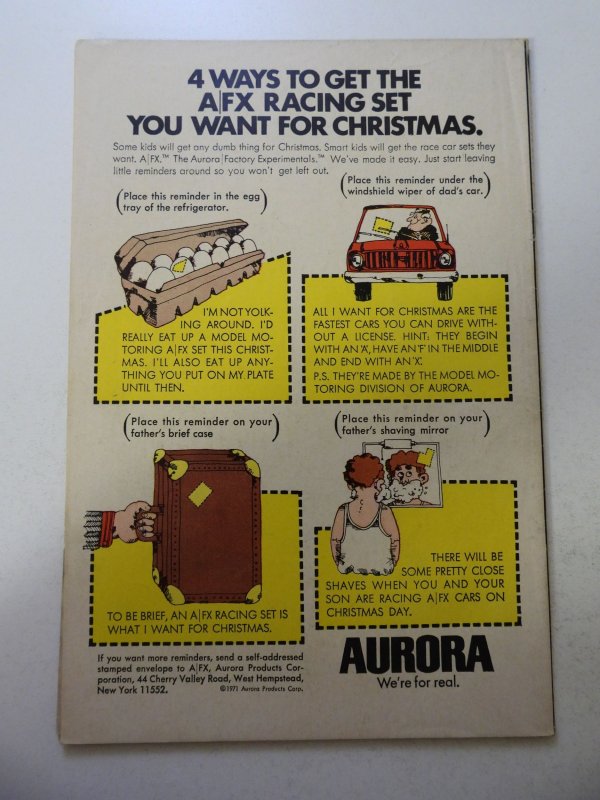 4 WAYS TO GET THE
A|FX RACING SET
YOU WANT FOR CHRISTMAS.
Some kids will get any dumb thing for Christmas. Smart kids will get the race car sets they
want. A|FX.™ The Aurora|Factory Experimentals.™ We've made it easy. Just start leaving
little reminders around so you won't get left out.
(Place this reminder in the egg
tray of the refrigerator.)
I'M NOT YOLK-
ING AROUND. I'D
REALLY EAT UP A MODEL MO-
TORING A|FX SET THIS CHRIST-
MAS. I'LL ALSO EAT UP ANY-
THING YOU PUT ON MY PLATE
UNTIL THEN.
(Place this reminder under the
windshield wiper of dad's car.)
ALL I WANT FOR CHRISTMAS ARE THE
FASTEST CARS YOU CAN DRIVE WITH-
OUT A LICENSE. HINT: THEY BEGIN
WITH AN 'A', HAVE AN 'F' IN THE MIDDLE
AND END WITH AN 'X'.
P.S. THEY'RE MADE BY THE MODEL MO-
TORING DIVISION OF AURORA.
(Place this reminder on your
father's brief case)
TO BE BRIEF, AN A|FX RACING SET IS
WHAT I WANT FOR CHRISTMAS.
(Place this reminder on your
father's shaving mirror)
THERE WILL BE
SOME PRETTY CLOSE
SHAVES WHEN YOU AND YOUR
SON ARE RACING A|FX CARS ON
CHRISTMAS DAY.
If you want more reminders, send a self-addressed
stamped envelope to A|FX, Aurora Products Cor-
poration, 44 Cherry Valley Road, West Hempstead,
New York 11552. ©1971 Aurora Products Corp.
AURORA
We're for real.